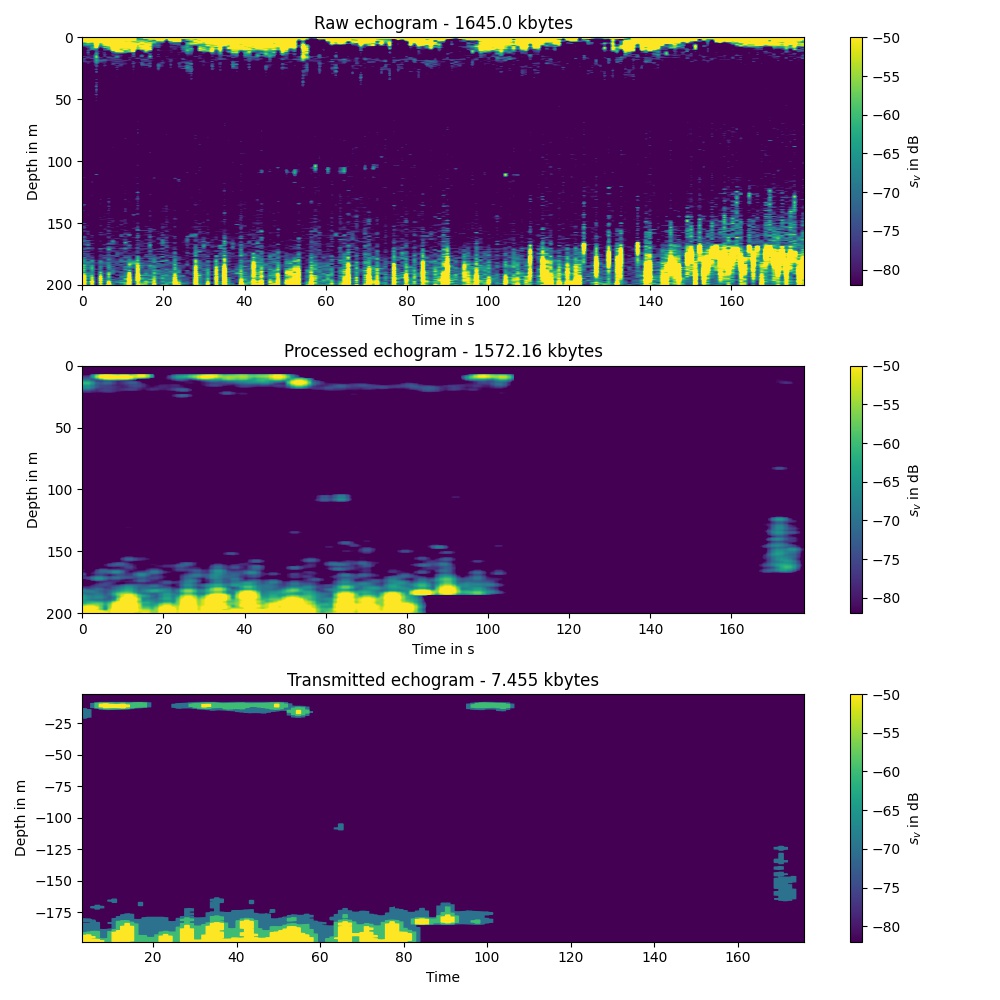 Raw echogram - 1645.0 kbytes
0
50
100
150
200
Depth in m
0 20 40 60 80 100 120 140 160
Time in s
−50
−55
−60
−65
−70
−75
−80
sv in dB
Processed echogram - 1572.16 kbytes
0
50
100
150
200
Depth in m
0 20 40 60 80 100 120 140 160
Time in s
−50
−55
−60
−65
−70
−75
−80
sv in dB
Transmitted echogram - 7.455 kbytes
−25
−50
−75
−100
−125
−150
−175
Depth in m
20 40 60 80 100 120 140 160
Time
−50
−55
−60
−65
−70
−75
−80
sv in dB